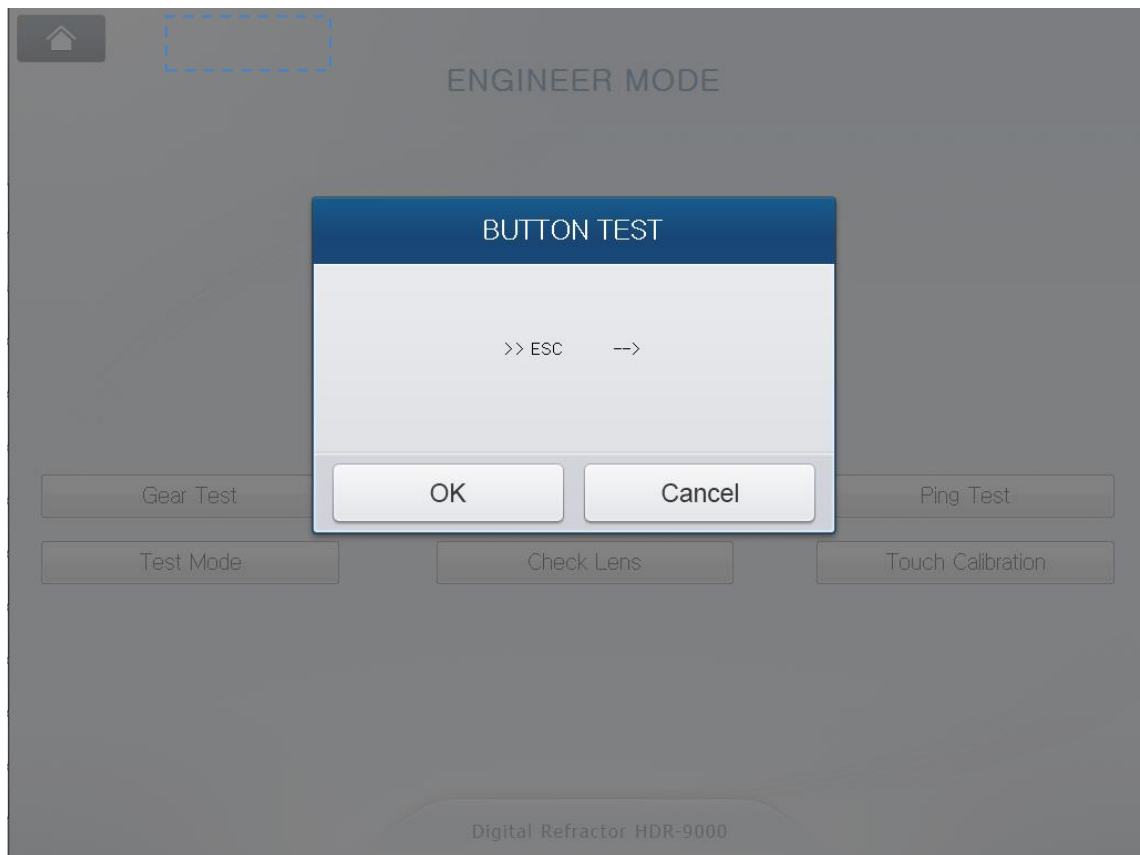 ENGINEER MODE
BUTTON TEST
>> ESC -->
OK Cancel
Gear Test Ping Test
Test Mode Check Lens Touch Calibration
Digital Refractor HDR-9000